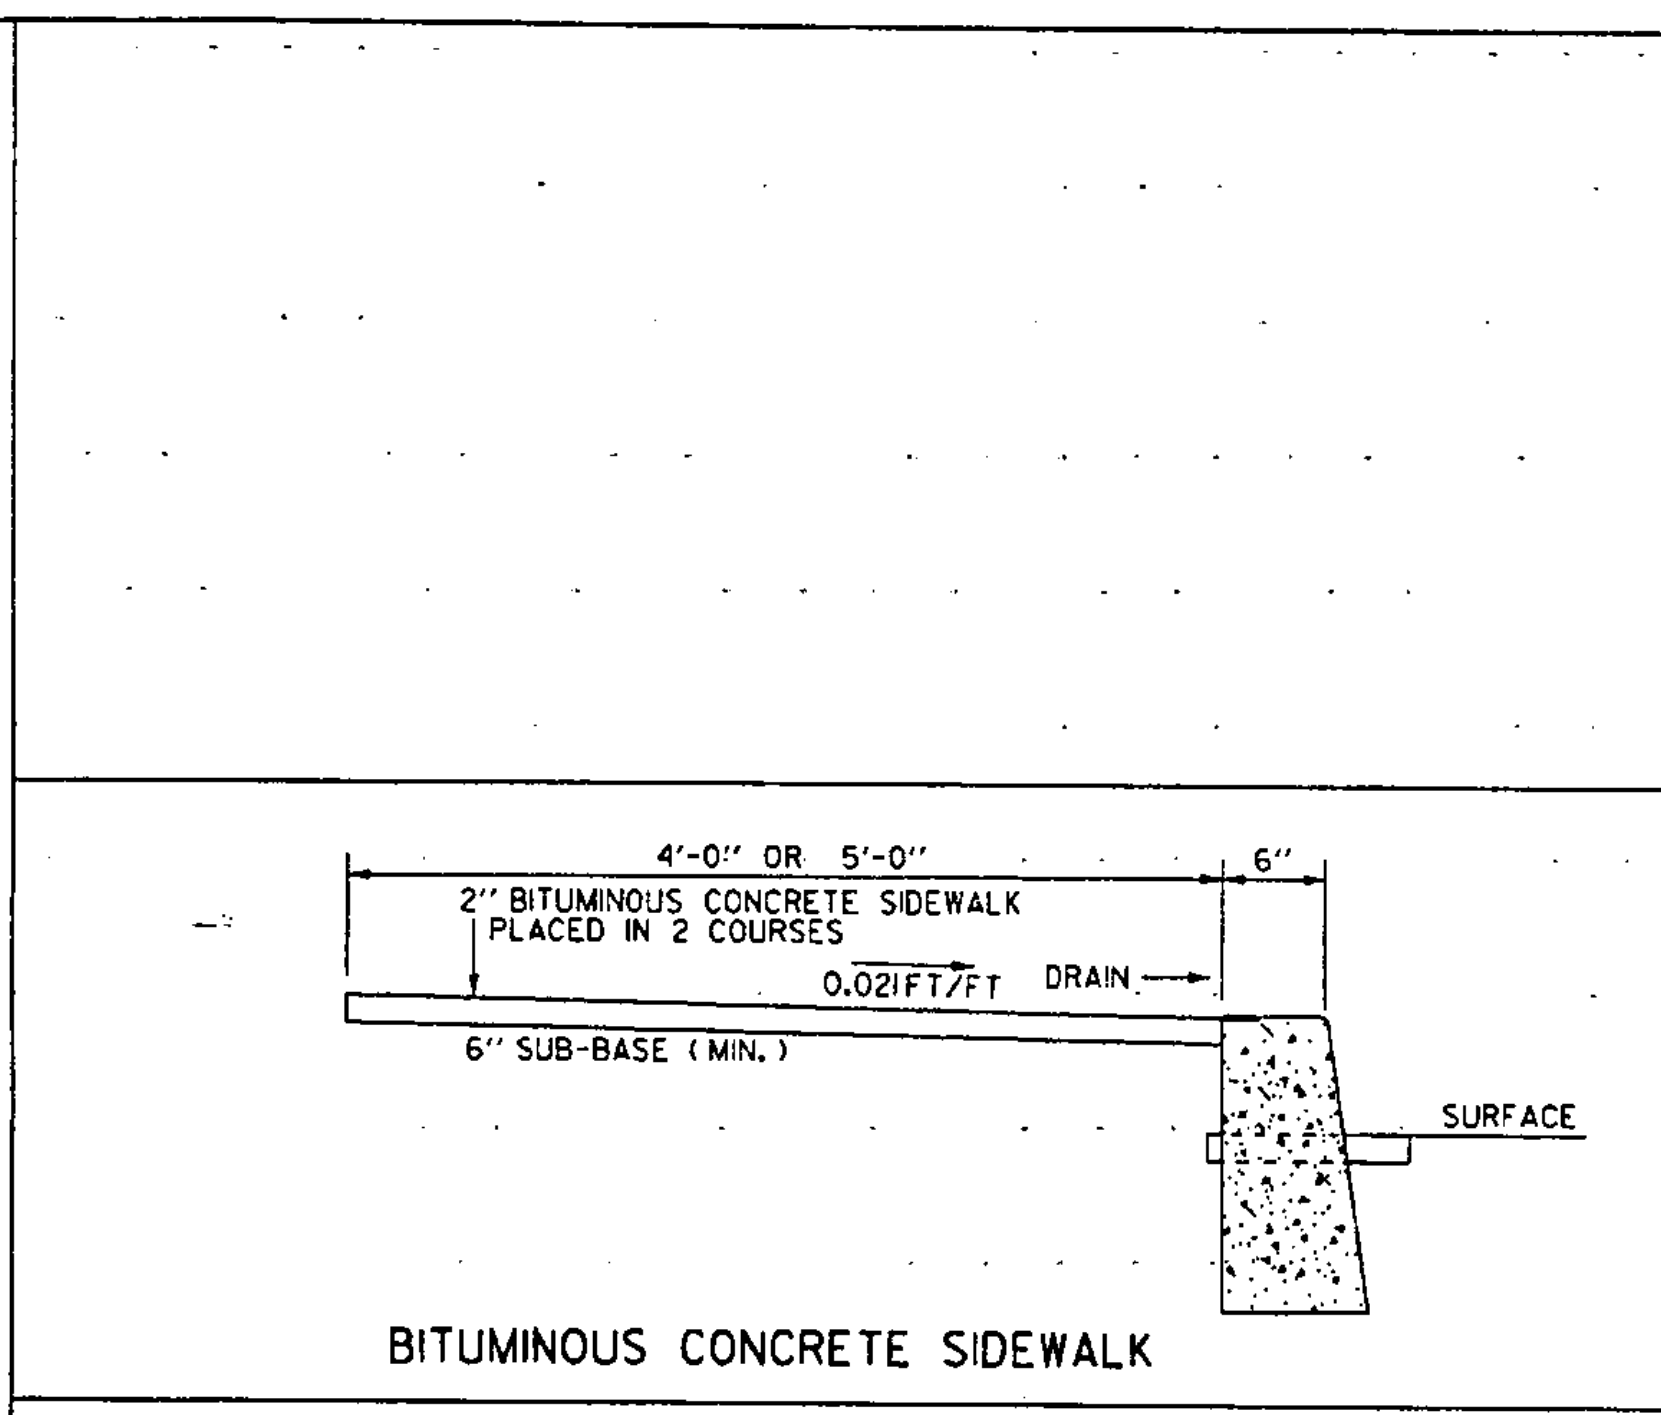 4'-0" OR 5'-0"
6"
2" BITUMINOUS CONCRETE SIDEWALK
PLACED IN 2 COURSES
0.021FT/FT
DRAIN
6" SUB-BASE (MIN.)
SURFACE
BITUMINOUS CONCRETE SIDEWALK